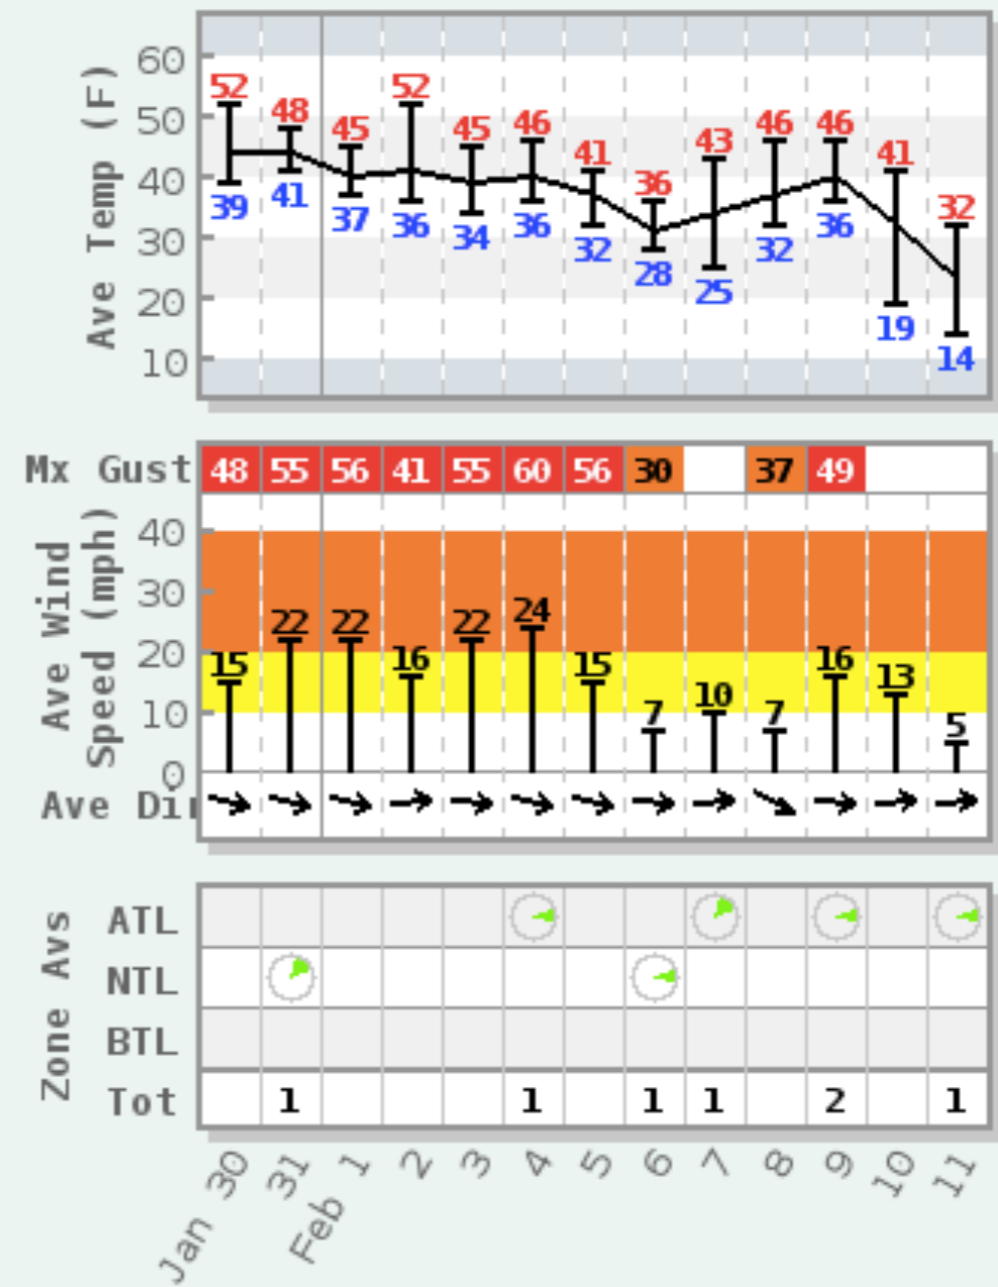 Ave Temp (F)
60
50
40
30
20
10
52 48 45 52 45 46 41 36 43 46 46 41 32
39 41 37 36 34 36 32 28 25 32 36 19 14
Mx Gust 48 55 56 41 55 60 56 30 37 49
Ave Wind
Speed (mph)
40
30
20
10
0
15 22 22 16 22 24 15 7 10 7 16 13 5
Ave Dir
Zone Avs
ATL
NTL
BTL
Tot 1 1 1 1 2 1
Jan 30 31 Feb 1 2 3 4 5 6 7 8 9 10 11